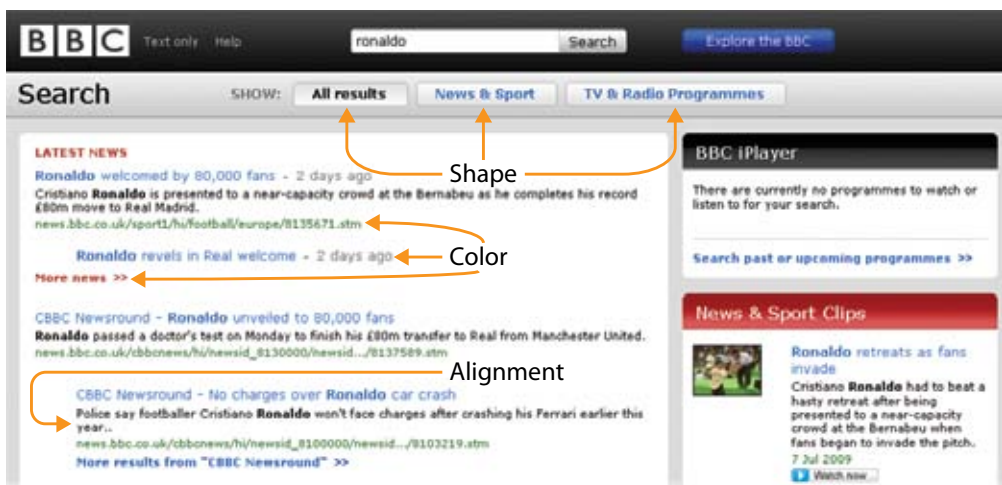 BBC Text only Help ronaldo Search Explore the BBC
Search SHOW: All results News & Sport TV & Radio Programmes
LATEST NEWS
Ronaldo welcomed by 80,000 fans - 2 days ago
Cristiano Ronaldo is presented to a near-capacity crowd at the Bernabeu as he completes his record
£80m move to Real Madrid.
news.bbc.co.uk/sport1/hi/football/europe/8135671.stm
Ronaldo revels in Real welcome - 2 days ago
More news >>
Shape
Color
CBBC Newsround - Ronaldo unveiled to 80,000 fans
Ronaldo passed a doctor's test on Monday to finish his £80m transfer to Real from Manchester United.
news.bbc.co.uk/cbbcnews/hi/newsid_8130000/newsid.../8137589.stm
Alignment
CBBC Newsround - No charges over Ronaldo car crash
Police say footballer Cristiano Ronaldo won't face charges after crashing his Ferrari earlier this
year..
news.bbc.co.uk/cbbcnews/hi/newsid_8100000/newsid.../8103219.stm
More results from "CBBC Newsround" >>
BBC iPlayer
There are currently no programmes to watch or
listen to for your search.
Search past or upcoming programmes >>
News & Sport Clips
Ronaldo retreats as fans
invade
Cristiano Ronaldo had to beat a
hasty retreat after being
presented to a near-capacity
crowd at the Bernabeu when
fans began to invade the pitch.
7 Jul 2009
Watch now